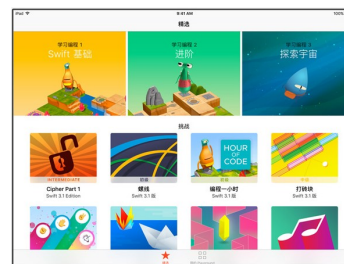 iPad
9:41 AM
100%
精选
学习编程 1
Swift 基础
学习编程 2
进阶
学习编程 3
探索宇宙
挑战
INTERMEDIATE
HOUR
OF
CODE
Cipher Part 1
Swift 3.1 Edition
螺线
Swift 3.1 版
编程一小时
Swift 3.1 版
打砖块
Swift 3.1 版